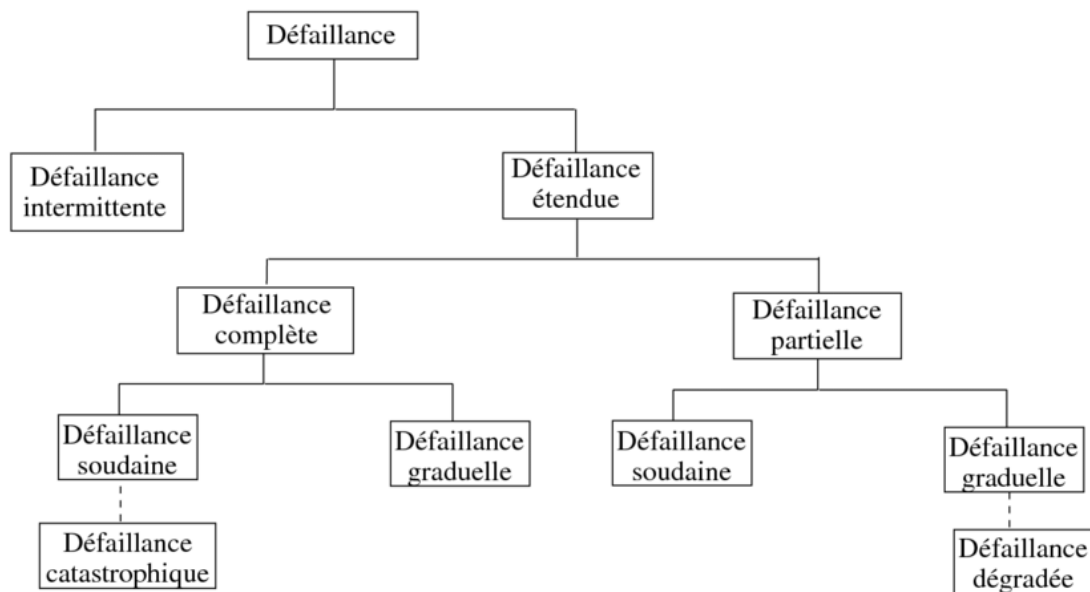 Défaillance
Défaillance
intermittente
Défaillance
étendue
Défaillance
complète
Défaillance
partielle
Défaillance
soudaine
Défaillance
graduelle
Défaillance
soudaine
Défaillance
graduelle
Défaillance
catastrophique
Défaillance
dégradée